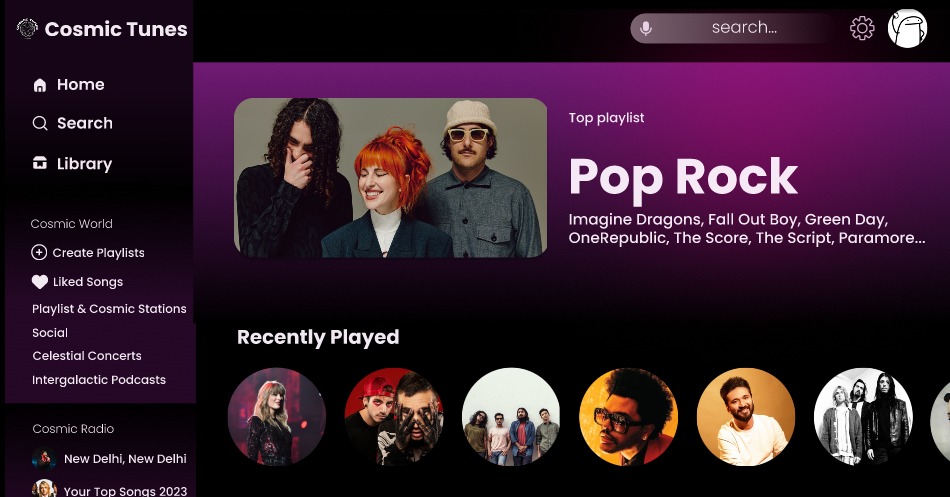 Cosmic Tunes
search...
Home
Search
Library
Cosmic World
Create Playlists
Liked Songs
Playlist & Cosmic Stations
Social
Celestial Concerts
Intergalactic Podcasts
Cosmic Radio
New Delhi, New Delhi
Your Top Songs 2023
Top playlist
Pop Rock
Imagine Dragons, Fall Out Boy, Green Day,
OneRepublic, The Score, The Script, Paramore...
Recently Played